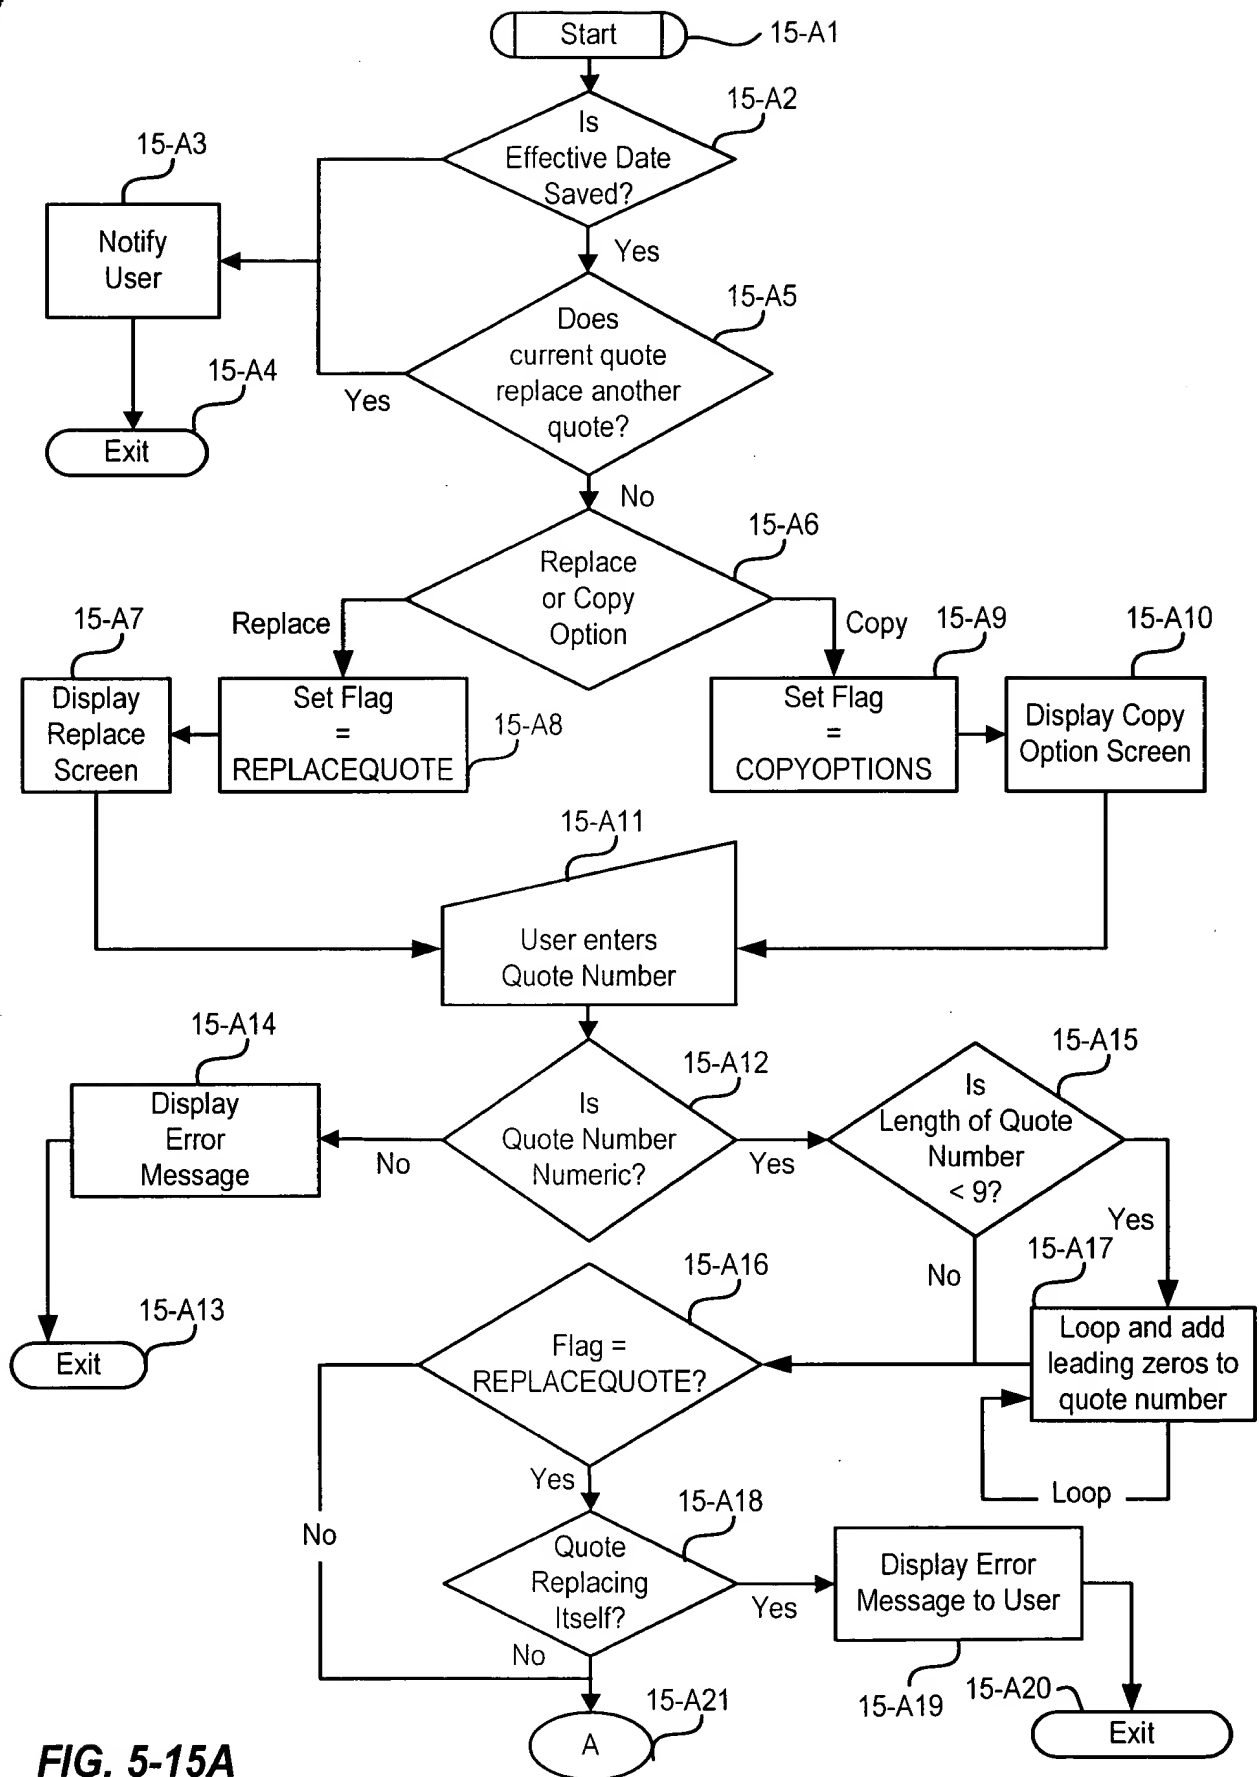 Start
15-A1
15-A2
Is
Effective Date
Saved?
15-A3
Notify
User
Yes
15-A5
Does
current quote
replace another
quote?
15-A4
Yes
Exit
No
15-A6
Replace
or Copy
Option
15-A7
Replace
Copy
15-A9
15-A10
Display
Replace
Screen
Set Flag
=
REPLACEQUOTE
15-A8
Set Flag
=
COPYOPTIONS
Display Copy
Option Screen
15-A11
User enters
Quote Number
15-A14
Display
Error
Message
No
15-A12
Is
Quote Number
Numeric?
Yes
15-A15
Is
Length of Quote
Number
< 9?
Yes
No
15-A17
15-A13
Exit
15-A16
Flag =
REPLACEQUOTE?
Loop and add
leading zeros to
quote number
Loop
Yes
No
15-A18
Quote
Replacing
Itself?
Yes
Display Error
Message to User
No
15-A19
15-A20
Exit
15-A21
A
FIG. 5-15A